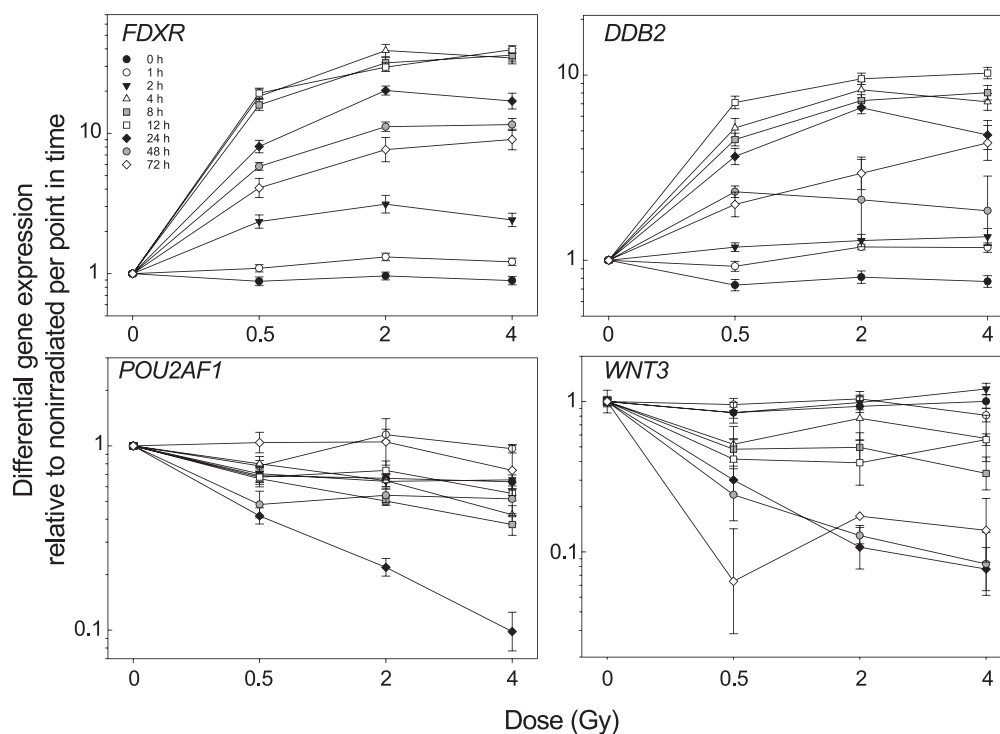 FDXR
0 h
1 h
2 h
4 h
8 h
12 h
24 h
48 h
72 h
10
1
0
0.5
2
4
DDB2
10
1
0
0.5
2
4
POU2AF1
1
0.1
0
0.5
2
4
WNT3
1
0.1
0
0.5
2
4
Differential gene expression
relative to nonirradiated per point in time
Dose (Gy)